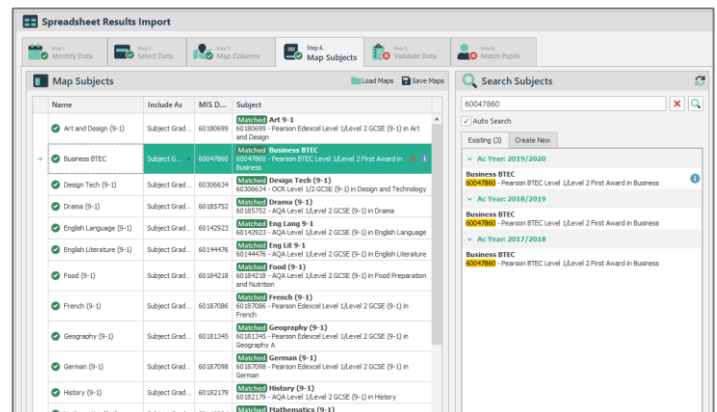 Spreadsheet Results Import
Step 1.
Identify Data
Step 2.
Select Data
Step 3.
Map Columns
Step 4.
Map Subjects
Step 5.
Validate Data
Step 6.
Match Pupils
Map Subjects
Load Maps Save Maps
Name Include As MIS D... Subject
Art and Design (9-1) Subject Grad... 60180699 Matched Art 9-1
60180699 - Pearson Edexcel Level 1/Level 2 GCSE (9-1) in Art
and Design
Business BTEC Subject G... 60047860 Matched Business BTEC
60047860 - Pearson BTEC Level 1/Level 2 First Award in
Business
Design Tech (9-1) Subject Grad... 60306634 Matched Design Tech (9-1)
60306634 - OCR Level 1/2 GCSE (9-1) in Design and Technology
Drama (9-1) Subject Grad... 60185752 Matched Drama (9-1)
60185752 - AQA Level 1/Level 2 GCSE (9-1) in Drama
English Language (9-1) Subject Grad... 60142923 Matched Eng Lang 9-1
60142923 - AQA Level 1/Level 2 GCSE (9-1) in English Language
English Literature (9-1) Subject Grad... 60144476 Matched Eng Lit 9-1
60144476 - AQA Level 1/Level 2 GCSE (9-1) in English Literature
Food (9-1) Subject Grad... 60184218 Matched Food (9-1)
60184218 - AQA Level 1/Level 2 GCSE (9-1) in Food Preparation
and Nutrition
French (9-1) Subject Grad... 60187086 Matched French (9-1)
60187086 - Pearson Edexcel Level 1/Level 2 GCSE (9-1) in
French
Geography (9-1) Subject Grad... 60181345 Matched Geography (9-1)
60181345 - Pearson Edexcel Level 1/Level 2 GCSE (9-1) in
Geography A
German (9-1) Subject Grad... 60187098 Matched German (9-1)
60187098 - Pearson Edexcel Level 1/Level 2 GCSE (9-1) in
German
History (9-1) Subject Grad... 60182179 Matched History (9-1)
60182179 - AQA Level 1/Level 2 GCSE (9-1) in History
Matched Mathematics (9-1)
Search Subjects
60047860
Auto Search
Existing (3) Create New
Ac Year: 2019/2020
Business BTEC
60047860 - Pearson BTEC Level 1/Level 2 First Award in Business
Ac Year: 2018/2019
Business BTEC
60047860 - Pearson BTEC Level 1/Level 2 First Award in Business
Ac Year: 2017/2018
Business BTEC
60047860 - Pearson BTEC Level 1/Level 2 First Award in Business